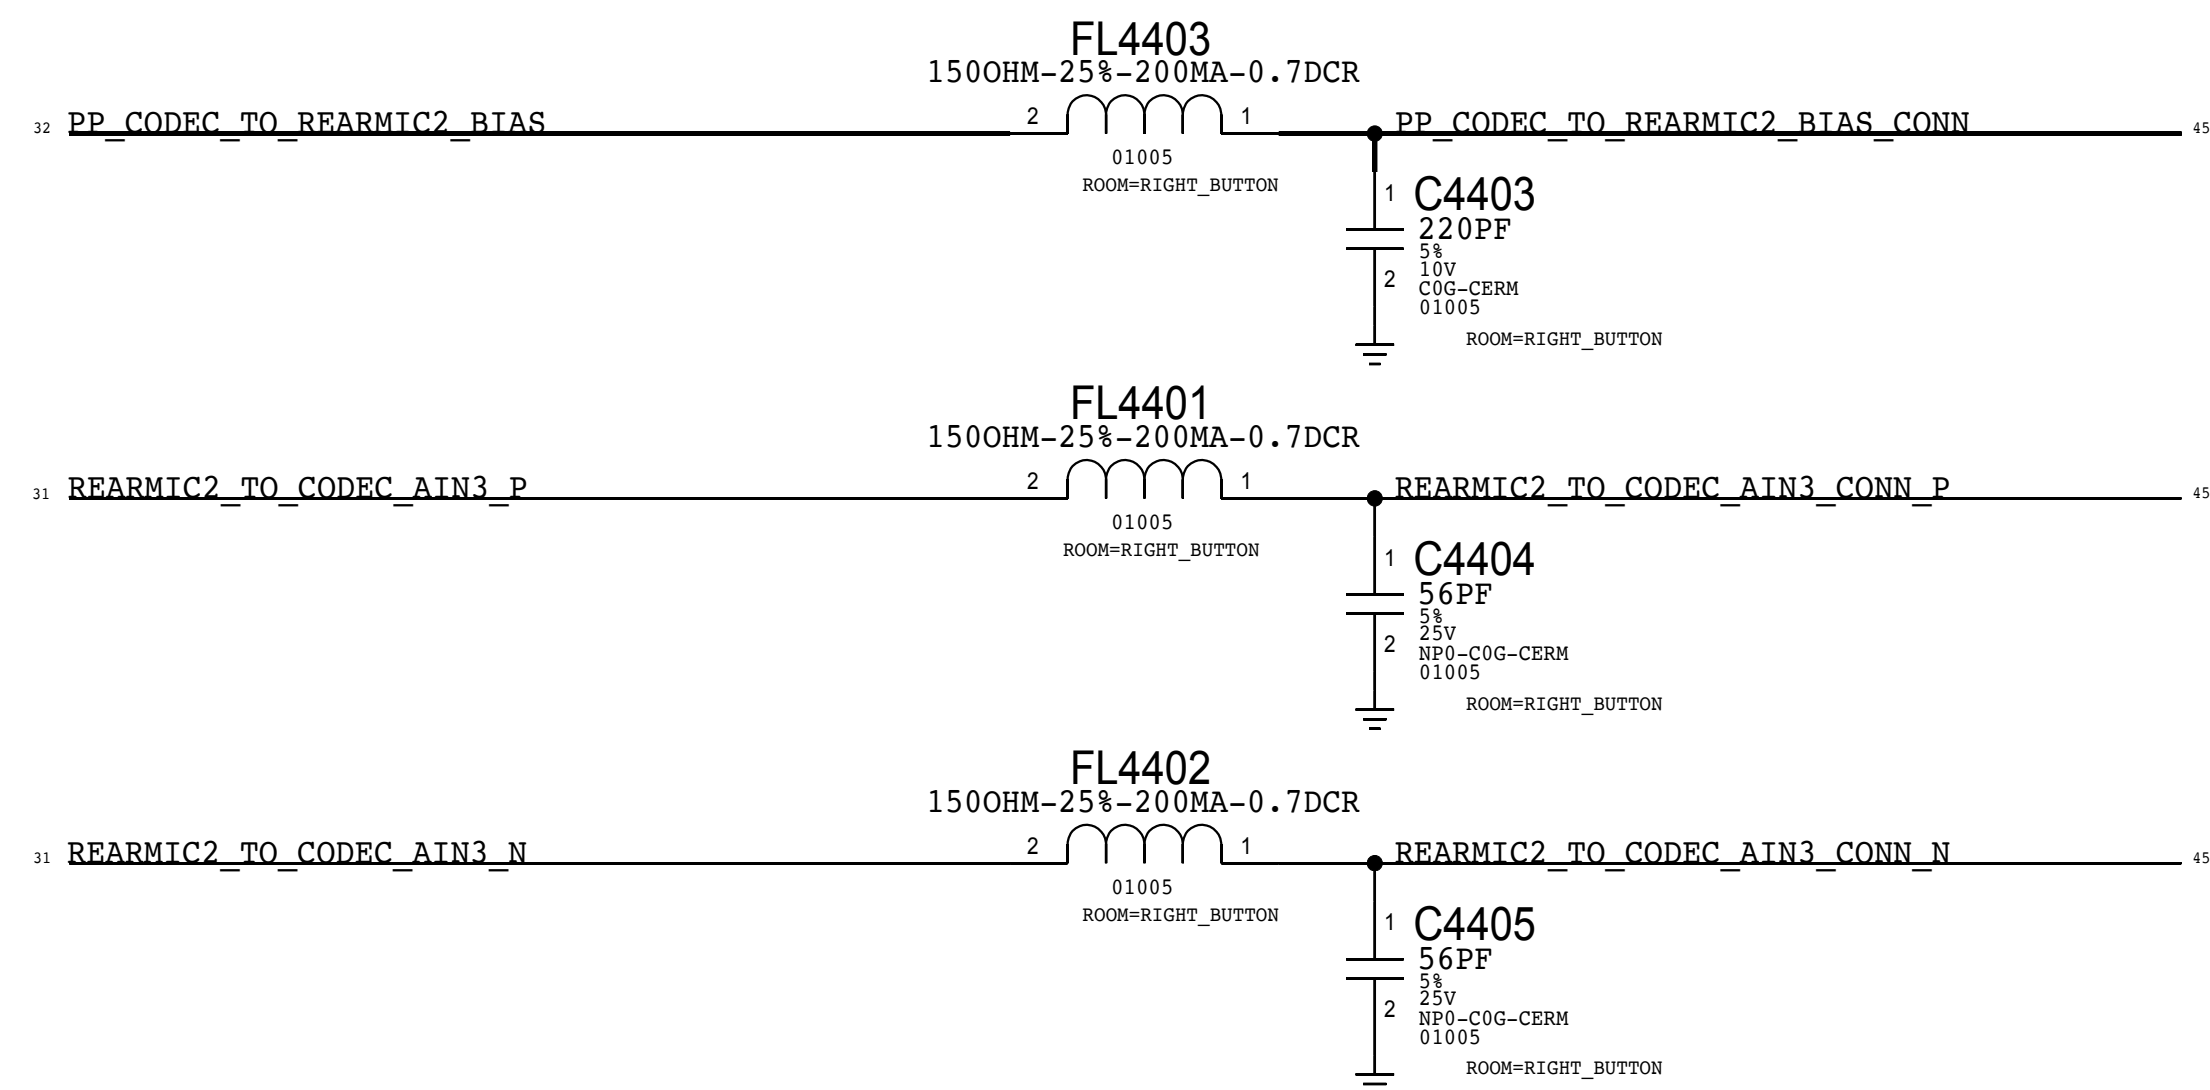 FL4403
150OHM-25%-200MA-0.7DCR
32 PP_CODEC_TO_REARMIC2_BIAS 2 1 PP_CODEC_TO_REARMIC2_BIAS_CONN 45
01005
ROOM=RIGHT_BUTTON
1 C4403
220PF
5%
10V
2 C0G-CERM
01005
ROOM=RIGHT_BUTTON
FL4401
150OHM-25%-200MA-0.7DCR
31 REARMIC2_TO_CODEC_AIN3_P 2 1 REARMIC2_TO_CODEC_AIN3_CONN_P 45
01005
ROOM=RIGHT_BUTTON
1 C4404
56PF
5%
25V
2 NP0-C0G-CERM
01005
ROOM=RIGHT_BUTTON
FL4402
150OHM-25%-200MA-0.7DCR
31 REARMIC2_TO_CODEC_AIN3_N 2 1 REARMIC2_TO_CODEC_AIN3_CONN_N 45
01005
ROOM=RIGHT_BUTTON
1 C4405
56PF
5%
25V
2 NP0-C0G-CERM
01005
ROOM=RIGHT_BUTTON